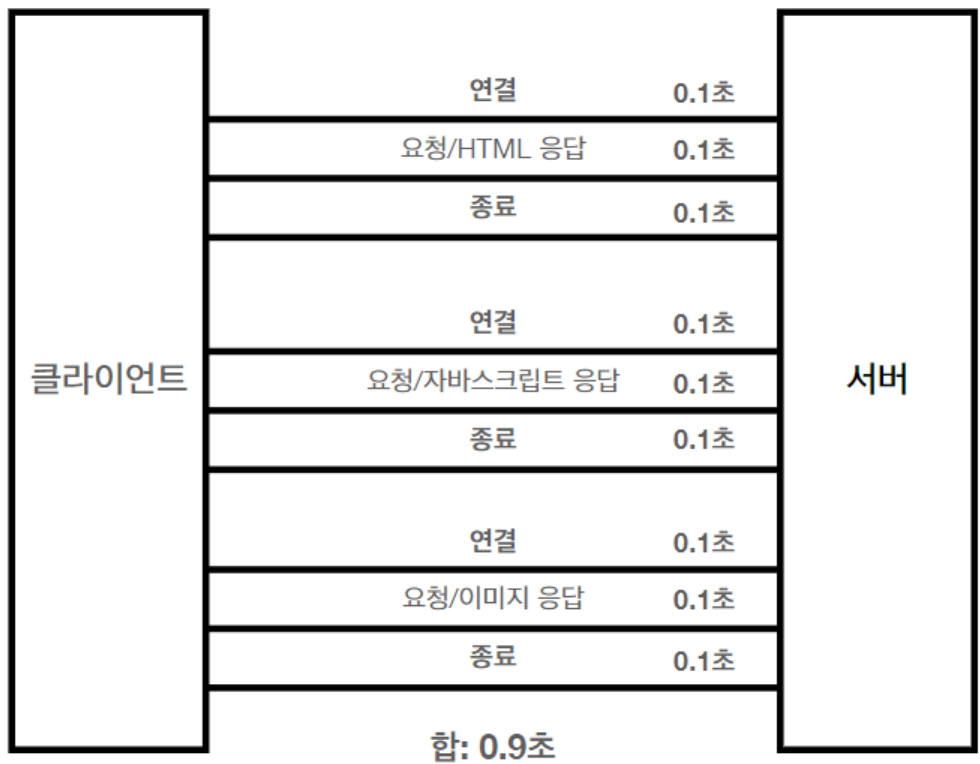 연결 0.1초
요청/HTML 응답 0.1초
종료 0.1초
연결 0.1초
클라이언트
요청/자바스크립트 응답 0.1초
서버
종료 0.1초
연결 0.1초
요청/이미지 응답 0.1초
종료 0.1초
합: 0.9초